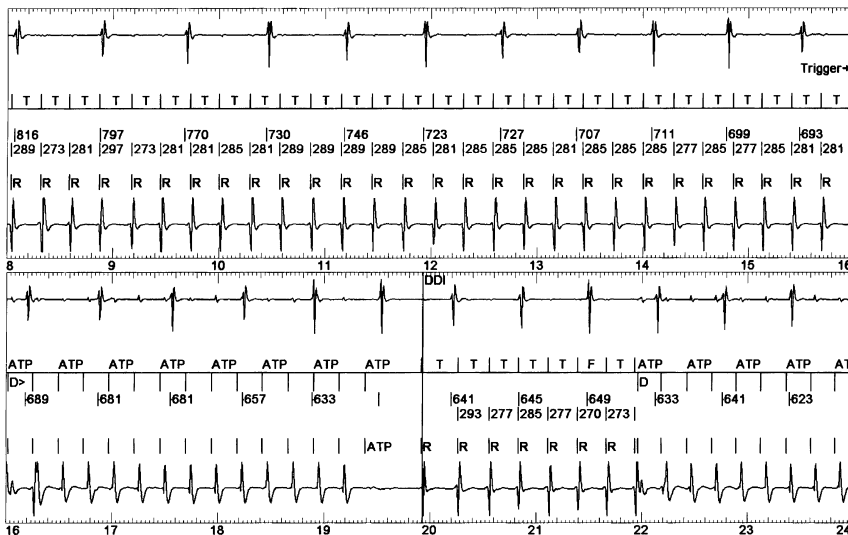 Trigger→
T T T T T T T T T T T T T T T T T T T T T T T T T T T T
816 797 770 730 746 723 727 707 711 699 693
289 273 281 297 273 281 281 285 281 289 289 289 289 285 281 285 285 285 281 285 285 285 277 285 277 285 281 281
R R R R R R R R R R R R R R R R R R R R R R R R R R R R
8 9 10 11 12 13 14 15 16
DDI
ATP ATP ATP ATP ATP ATP ATP ATP T T T T T F T ATP ATP ATP ATP ATP
D> D
689 681 681 657 633 641 645 649 633 641 623
293 277 285 277 270 273
ATP R R R R R R R
16 17 18 19 20 21 22 23 24